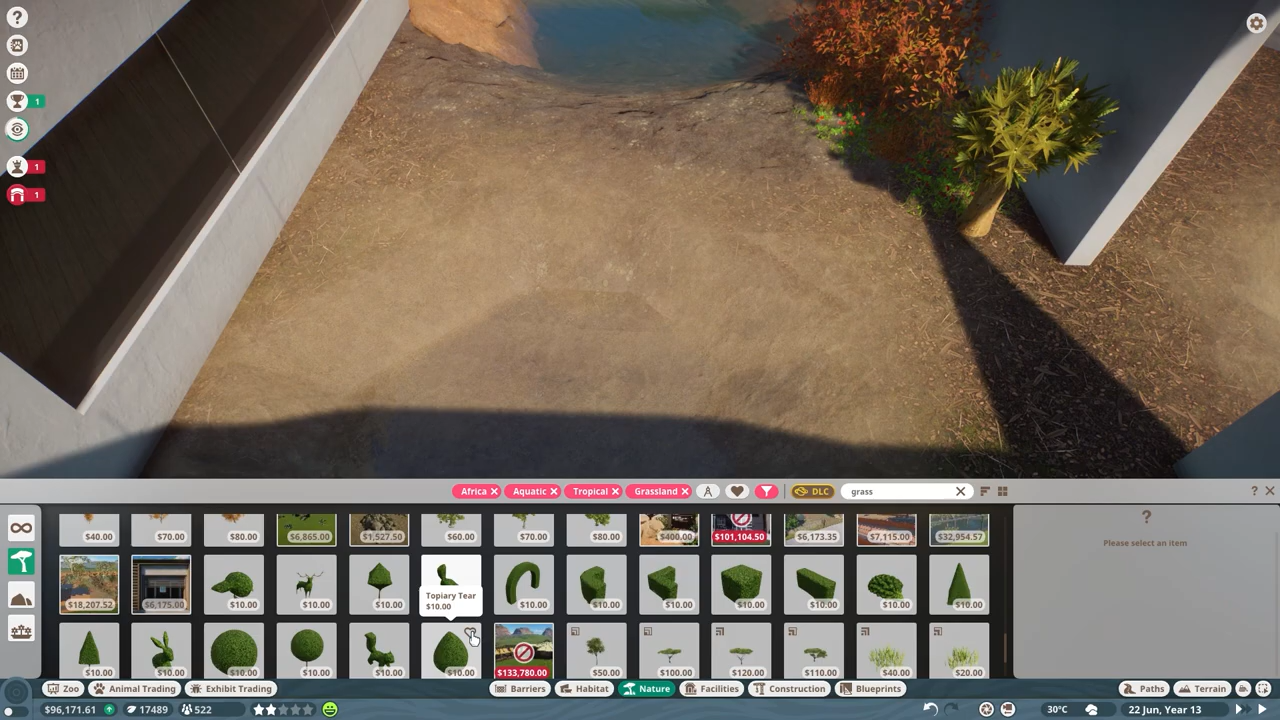 ?
1
1
1
Africa ✕ Aquatic ✕ Tropical ✕ Grassland ✕ DLC grass ✕
? ✕
$40.00 $70.00 $80.00 $6,865.00 $1,527.50 $60.00 $70.00 $80.00 $400.00 $101,104.50 $6,173.35 $7,115.00 $32,954.57
?
Please select an item
$18,207.52 $6,175.00 $10.00 $10.00 $10.00 $10.00 $10.00 $10.00 $10.00 $10.00 $10.00 $10.00
Topiary Tear
$10.00
$10.00 $10.00 $10.00 $10.00 $10.00 $10.00 $133,780.00 $50.00 $100.00 $120.00 $110.00 $40.00 $20.00
Zoo Animal Trading Exhibit Trading Barriers Habitat Nature Facilities Construction Blueprints Paths Terrain
$96,171.61 17489 522 30°C 22 Jun, Year 13